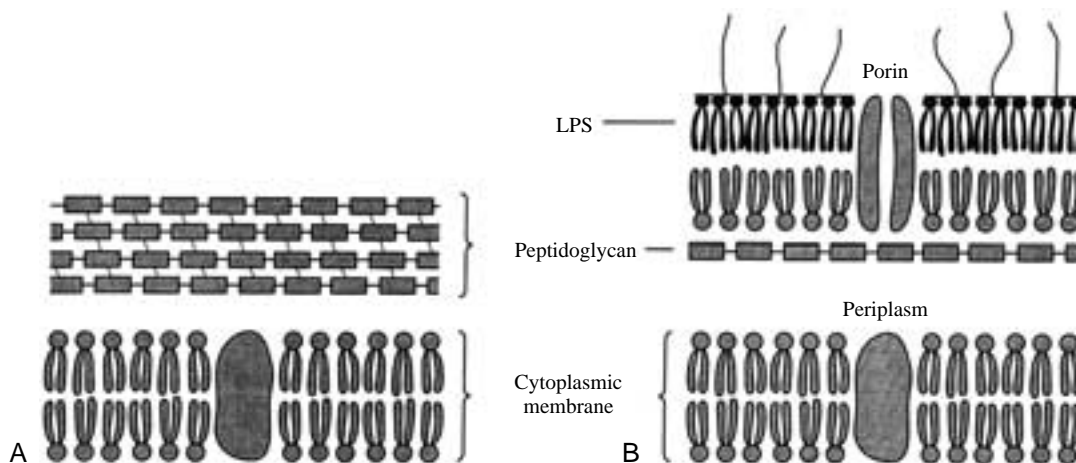 Porin
LPS
Peptidoglycan
Periplasm
Cytoplasmic
membrane
A
B